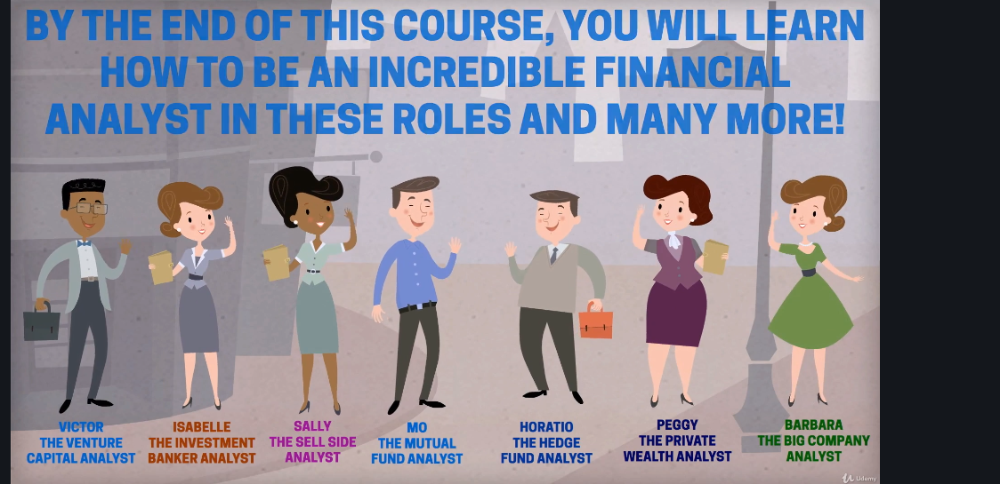 BY THE END OF THIS COURSE, YOU WILL LEARN
HOW TO BE AN INCREDIBLE FINANCIAL
ANALYST IN THESE ROLES AND MANY MORE!
VICTOR
THE VENTURE
CAPITAL ANALYST
ISABELLE
THE INVESTMENT
BANKER ANALYST
SALLY
THE SELL SIDE
ANALYST
MO
THE MUTUAL
FUND ANALYST
HORATIO
THE HEDGE
FUND ANALYST
PEGGY
THE PRIVATE
WEALTH ANALYST
BARBARA
THE BIG COMPANY
ANALYST
Udemy